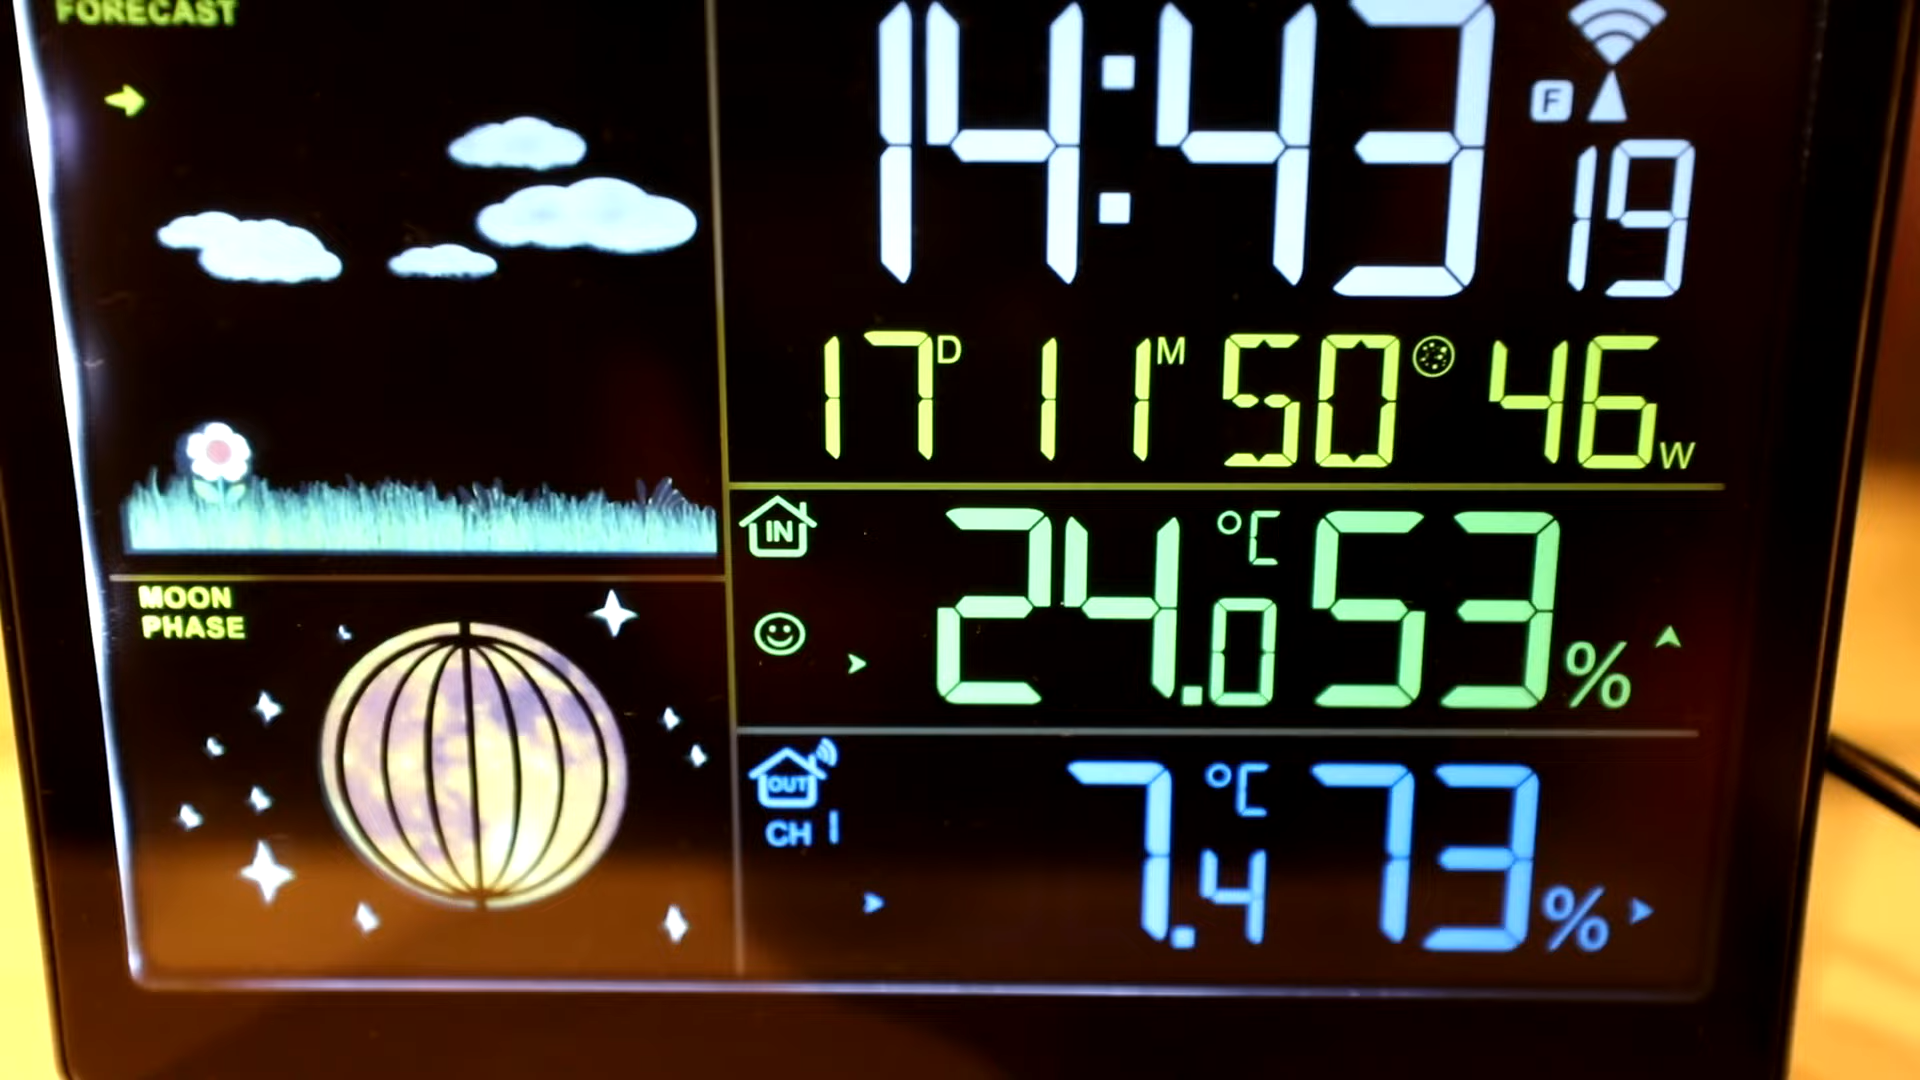 FORECAST
14:43
F
19
17D 11M 50 46W
IN
24.0 °C 53%
MOON
PHASE
OUT
CH 1
7.4 °C 73%